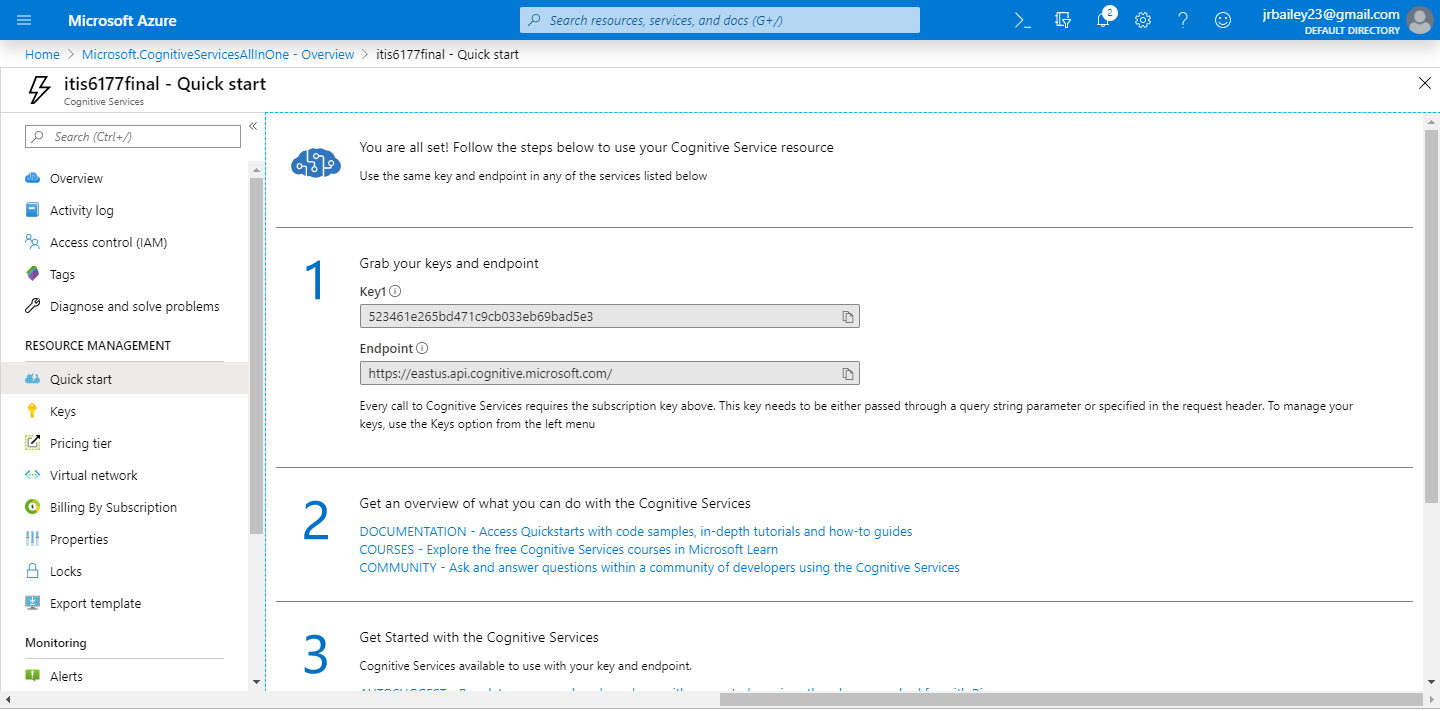 Microsoft Azure
Search resources, services, and docs (G+/)
2
jrbailey23@gmail.com
DEFAULT DIRECTORY
Home > Microsoft.CognitiveServicesAllInOne - Overview > itis6177final - Quick start
itis6177final - Quick start
Cognitive Services
Search (Ctrl+/)
Overview
Activity log
Access control (IAM)
Tags
Diagnose and solve problems
RESOURCE MANAGEMENT
Quick start
Keys
Pricing tier
Virtual network
Billing By Subscription
Properties
Locks
Export template
Monitoring
Alerts
You are all set! Follow the steps below to use your Cognitive Service resource
Use the same key and endpoint in any of the services listed below
1
Grab your keys and endpoint
Key1
523461e265bd471c9cb033eb69bad5e3
Endpoint
https://eastus.api.cognitive.microsoft.com/
Every call to Cognitive Services requires the subscription key above. This key needs to be either passed through a query string parameter or specified in the request header. To manage your
keys, use the Keys option from the left menu
2
Get an overview of what you can do with the Cognitive Services
DOCUMENTATION - Access Quickstarts with code samples, in-depth tutorials and how-to guides
COURSES - Explore the free Cognitive Services courses in Microsoft Learn
COMMUNITY - Ask and answer questions within a community of developers using the Cognitive Services
3
Get Started with the Cognitive Services
Cognitive Services available to use with your key and endpoint.